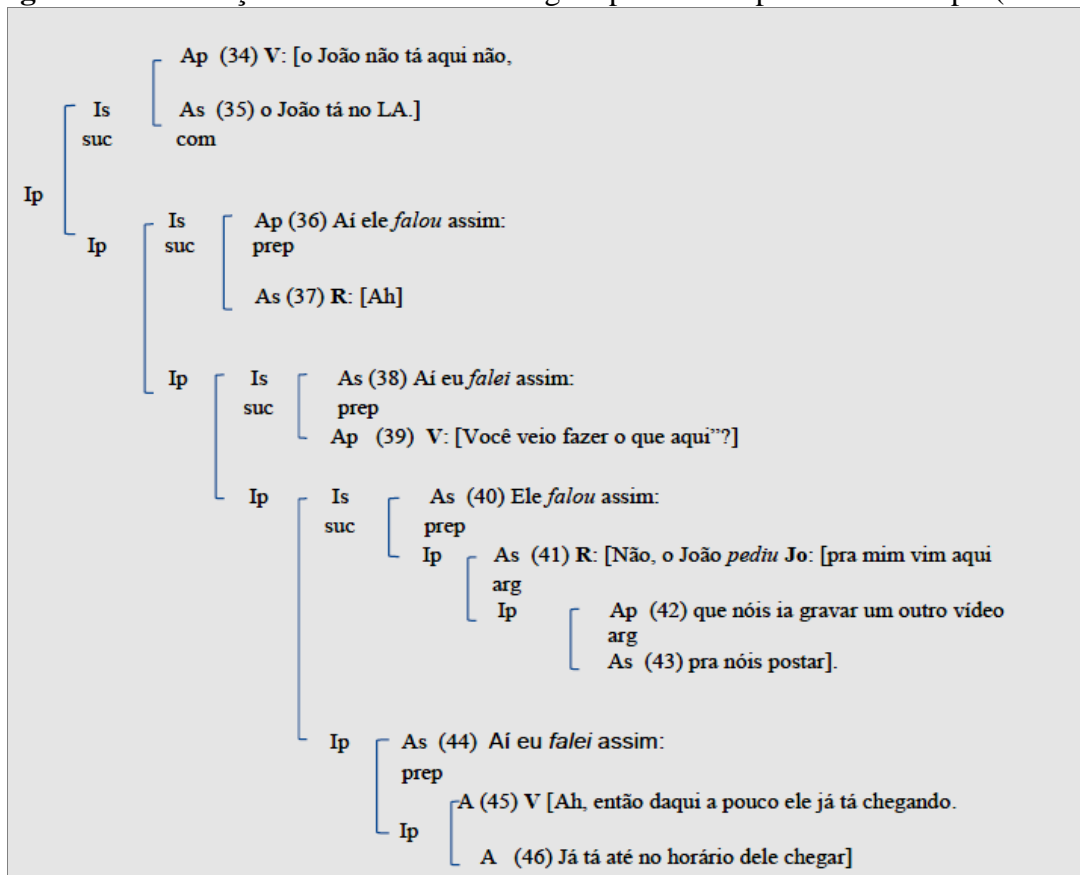 Ap (34) V: [o João não tá aqui não,
Is As (35) o João tá no LA.]
suc com
Ip
Is Ap (36) Aí ele falou assim:
Ip suc prep
As (37) R: [Ah]
Ip Is As (38) Aí eu falei assim:
suc prep
Ap (39) V: [Você veio fazer o que aqui”?]
Ip Is As (40) Ele falou assim:
suc prep
Ip As (41) R: [Não, o João pediu Jo: [pra mim vim aqui
arg
Ip Ap (42) que nóis ia gravar um outro vídeo
arg
As (43) pra nóis postar].
Ip As (44) Aí eu falei assim:
prep
A (45) V [Ah, então daqui a pouco ele já tá chegando.
Ip
A (46) Já tá até no horário dele chegar]